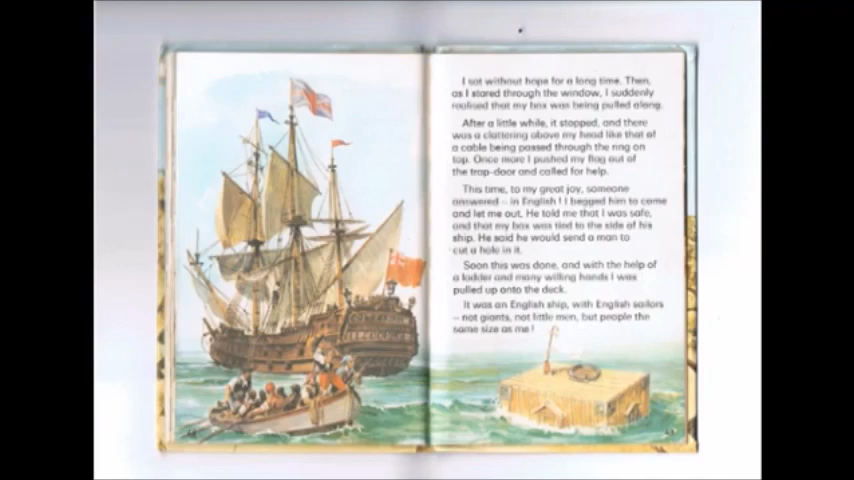 I sat without hope for a long time. Then,
as I stared through the window, I suddenly
realised that my box was being pulled along.
After a little while, it stopped, and there
was a clattering above my head like that of
a cable being passed through the ring on
top. Once more I pushed my flag out of
the trap-door and called for help.
This time, to my great joy, someone
answered – in English! I begged him to come
and let me out. He told me that I was safe,
and that my box was tied to the side of his
ship. He said he would send a man to
cut a hole in it.
Soon this was done, and with the help of
a ladder and many willing hands I was
pulled up onto the deck.
It was an English ship, with English sailors
– not giants, not little men, but people the
same size as me!